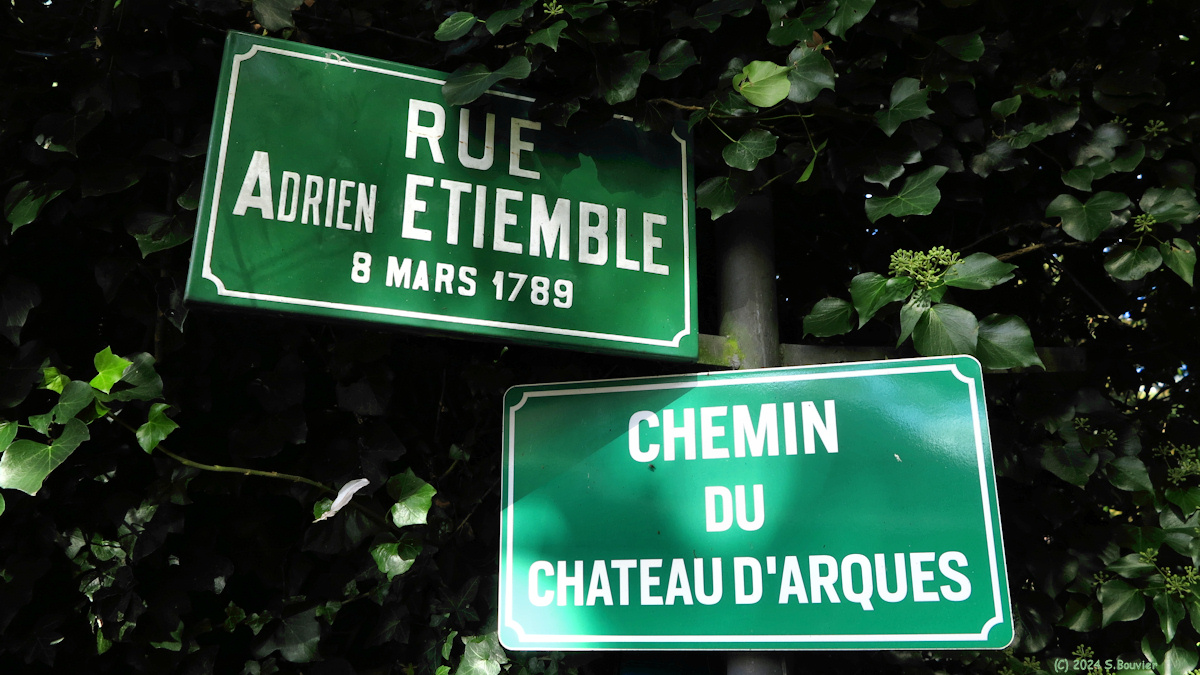 RUE
ADRIEN ETIEMBLE
8 MARS 1789
CHEMIN
DU
CHATEAU D'ARQUES
(C) 2024 S.Bouvier